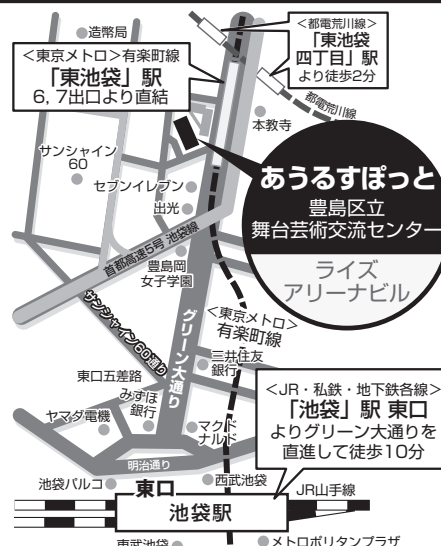 造幣局
＜都電荒川線＞
「東池袋
四丁目」駅
より徒歩2分
＜東京メトロ＞有楽町線
「東池袋」駅
6, 7出口より直結
都電荒川線
本教寺
サンシャイン
60
あうるすぽっと
豊島区立
舞台芸術交流センター
ライズ
アリーナビル
セブンイレブン
出光
首都高速5号 池袋線
豊島岡
女子学園
サンシャイン60通り
グリーン大通り
＜東京メトロ＞
有楽町線
三井住友
銀行
東口五差路
みずほ
銀行
ヤマダ電機
マクド
ナルド
＜JR・私鉄・地下鉄各線＞
「池袋」駅 東口
よりグリーン大通りを
直進して徒歩10分
明治通り
池袋パルコ
東口
西武池袋
JR山手線
池袋駅
東武池袋
メトロポリタンプラザ